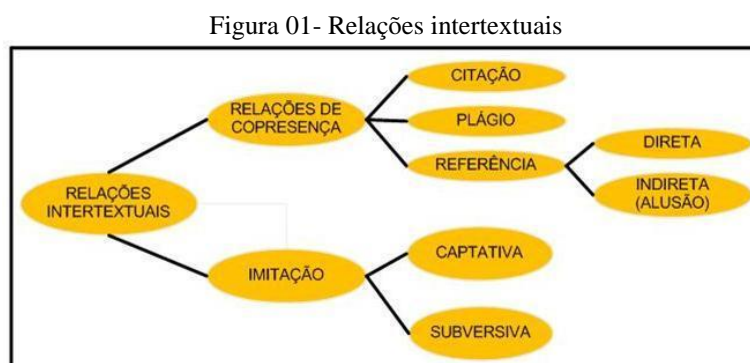 Figura 01- Relações intertextuais
RELAÇÕES
INTERTEXTUAIS
RELAÇÕES DE
COPRESENÇA
CITAÇÃO
PLÁGIO
REFERÊNCIA
DIRETA
INDIRETA
(ALUSÃO)
IMITAÇÃO
CAPTATIVA
SUBVERSIVA